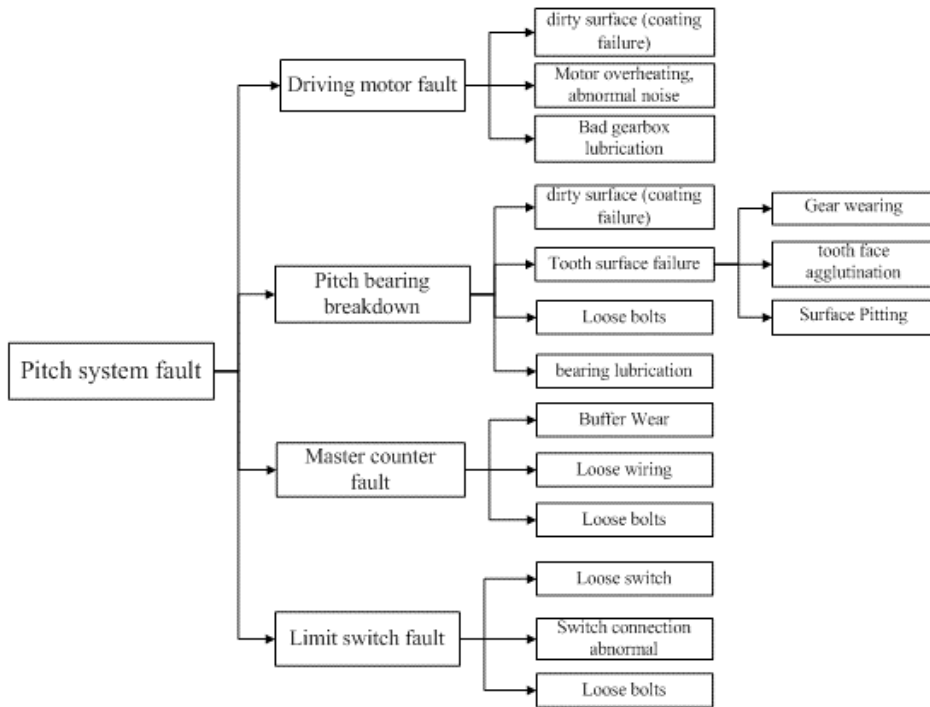 dirty surface (coating
failure)
Driving motor fault
Motor overheating,
abnormal noise
Bad gearbox
lubrication
dirty surface (coating
failure)
Gear wearing
Tooth surface failure
tooth face
agglutination
Pitch bearing
breakdown
Loose bolts
Surface Pitting
Pitch system fault
bearing lubrication
Buffer Wear
Master counter
fault
Loose wiring
Loose bolts
Loose switch
Limit switch fault
Switch connection
abnormal
Loose bolts